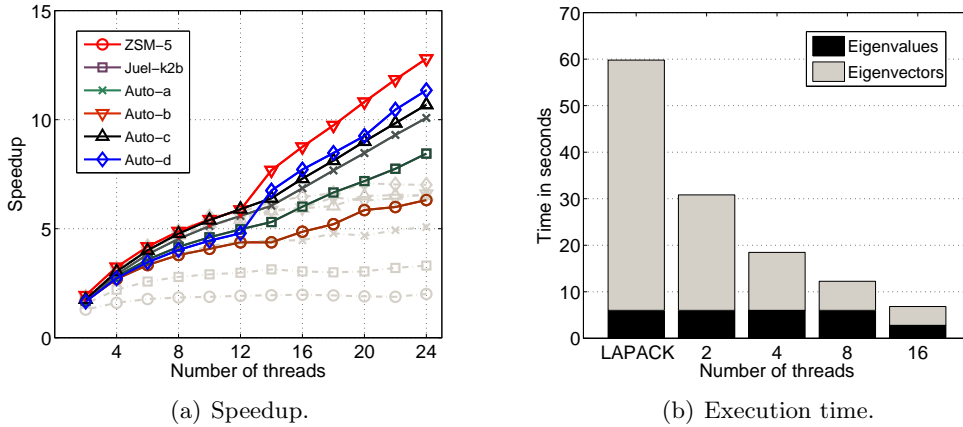 15
10
5
0
4
8
12
16
20
24
Speedup
Number of threads
ZSM−5
Juel−k2b
Auto−a
Auto−b
Auto−c
Auto−d
(a) Speedup.
70
60
50
40
30
20
10
0
LAPACK
2
4
8
16
Time in seconds
Number of threads
Eigenvalues
Eigenvectors
(b) Execution time.